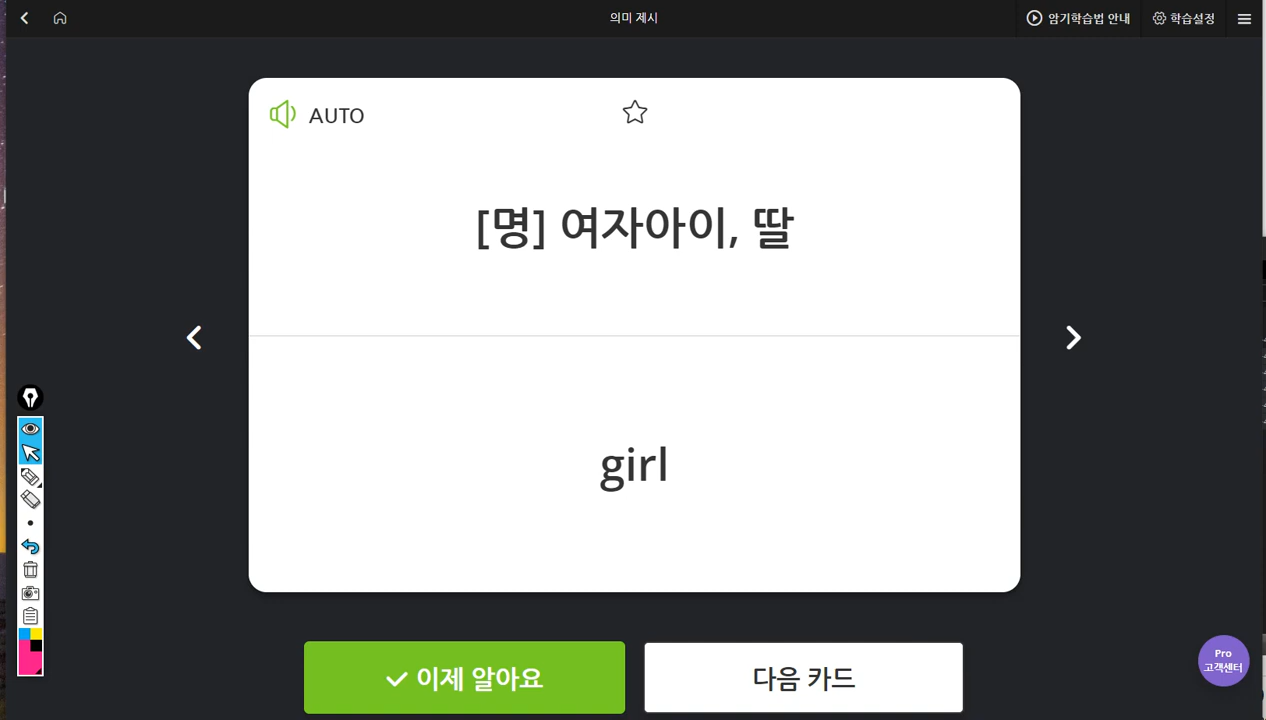 의미 제시
암기학습법 안내
학습설정
AUTO
[명] 여자아이, 딸
girl
이제 알아요
다음 카드
Pro
고객센터